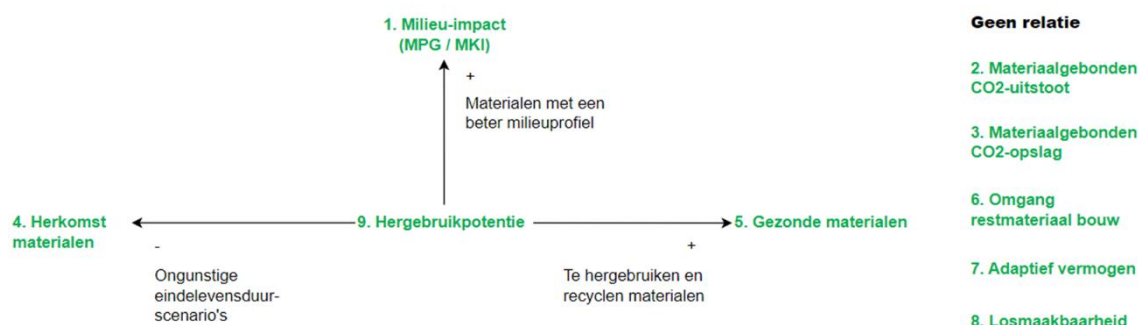 1. Milieu-impact
(MPG / MKI)
+
Materialen met een
beter milieuprofiel
4. Herkomst
materialen
9. Hergebruikpotentie
5. Gezonde materialen
-
Ongunstige
eindelevensduur-
scenario's
+
Te hergebruiken en
recyclen materialen
Geen relatie
2. Materiaalgebonden
CO2-uitstoot
3. Materiaalgebonden
CO2-opslag
6. Omgang
restmateriaal bouw
7. Adaptief vermogen
8. Losmaakbaarheid